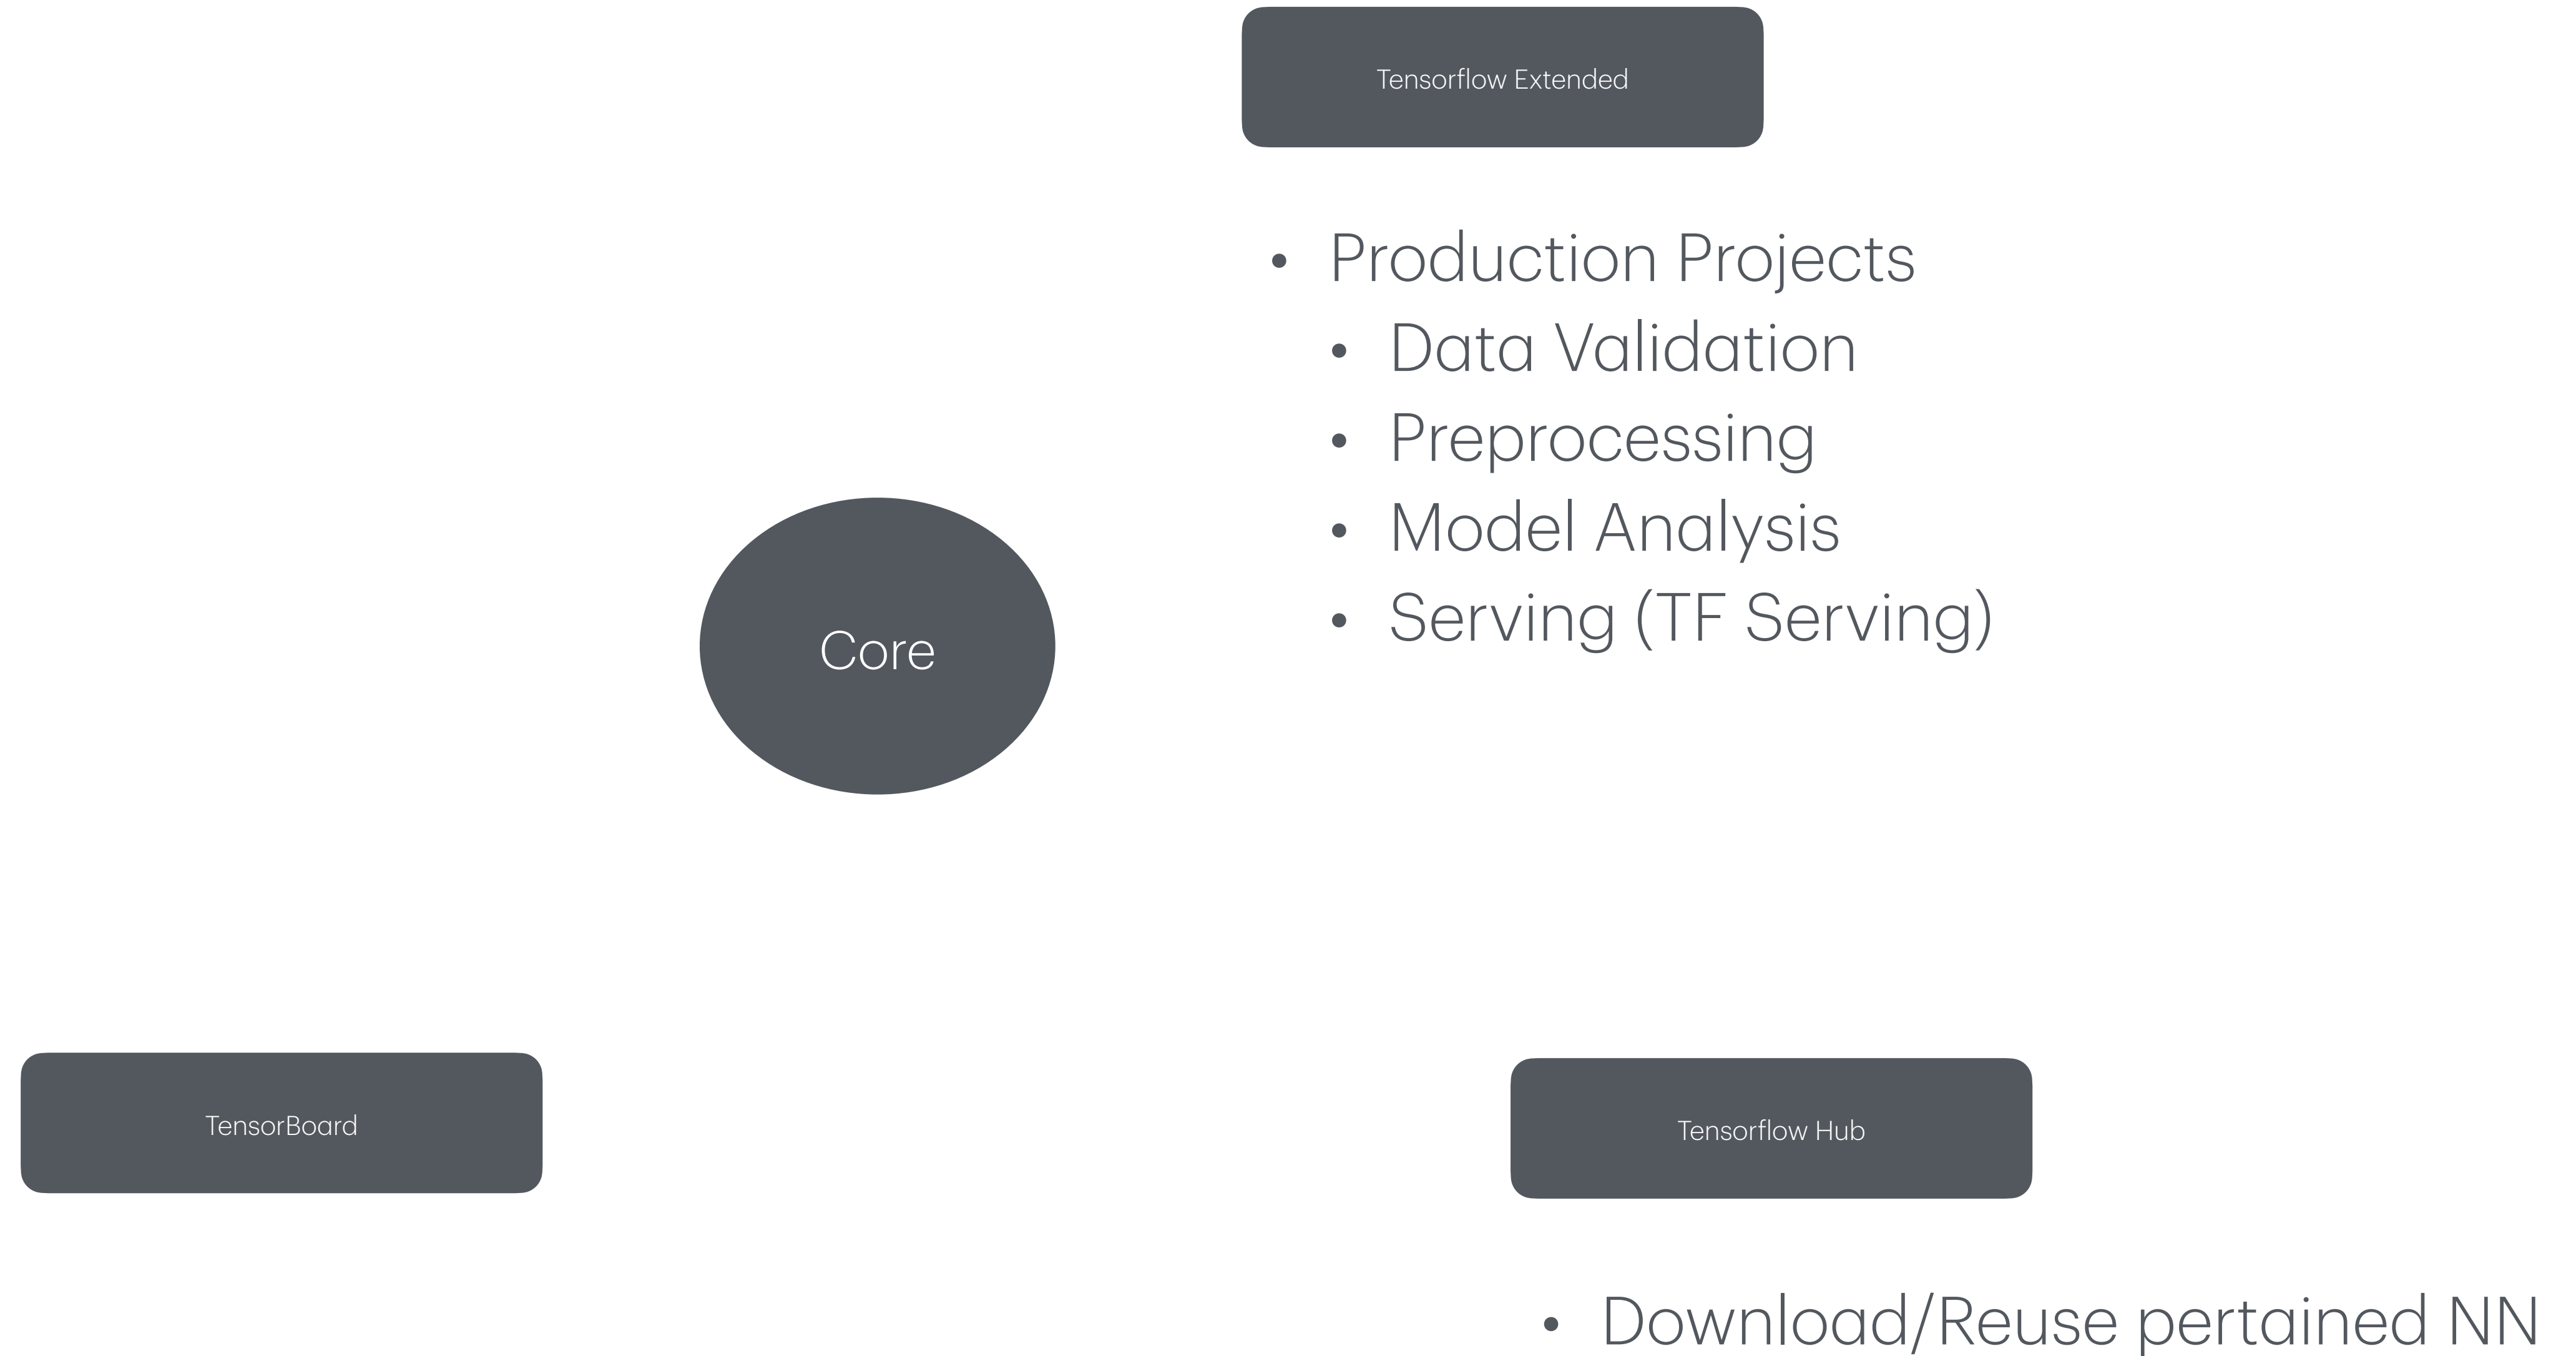 Tensorflow Extended
• Production Projects
• Data Validation
• Preprocessing
• Model Analysis
• Serving (TF Serving)
Core
TensorBoard
Tensorflow Hub
• Download/Reuse pertained NN